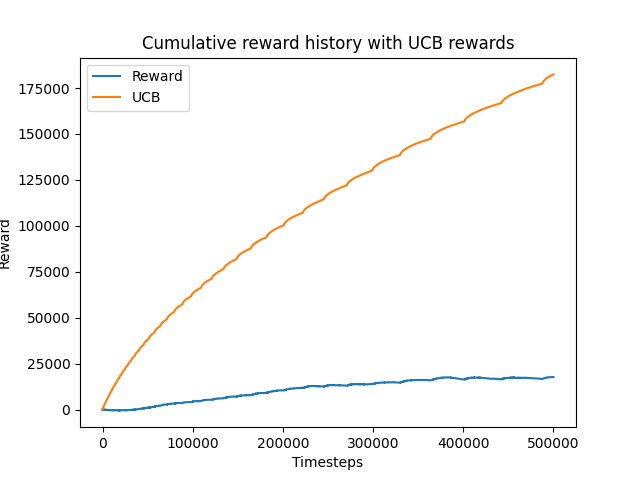 Cumulative reward history with UCB rewards
Reward
UCB
175000
150000
125000
100000
75000
50000
25000
0
Reward
0 100000 200000 300000 400000 500000
Timesteps